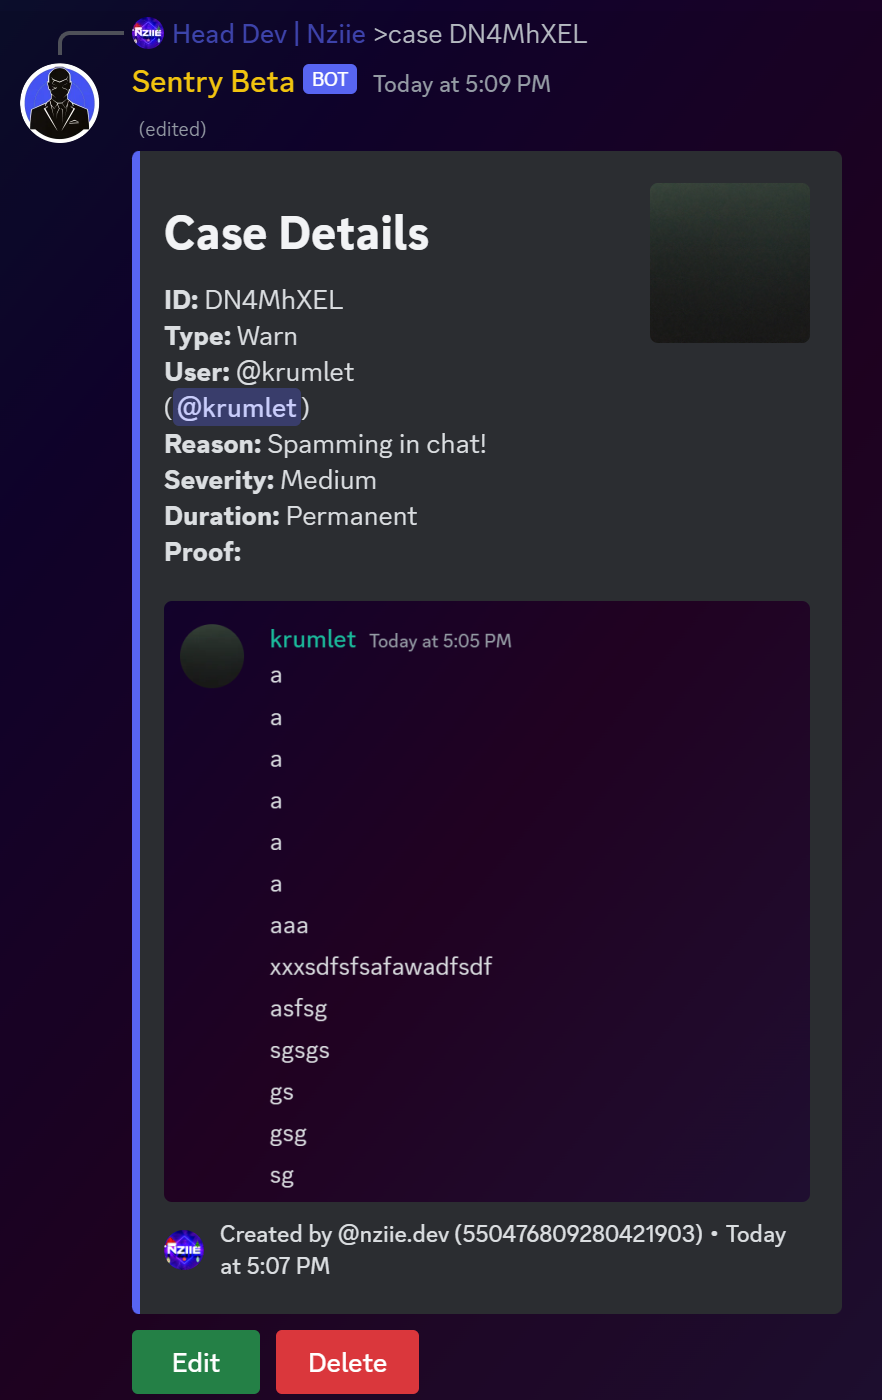 Head Dev | Nziie >case DN4MhXEL
Sentry Beta BOT Today at 5:09 PM
(edited)
Case Details
ID: DN4MhXEL
Type: Warn
User: @krumlet
(@krumlet)
Reason: Spamming in chat!
Severity: Medium
Duration: Permanent
Proof:
krumlet Today at 5:05 PM
a
a
a
a
a
a
aaa
xxxsdfsfsafawadfsdf
asfsg
sgsgs
gs
gsg
sg
NZIIE
Created by @nziie.dev (550476809280421903) • Today
at 5:07 PM
Edit Delete